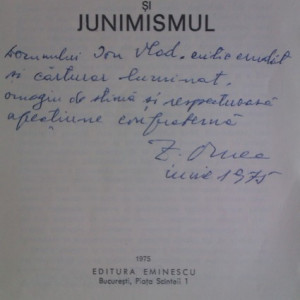 ȘI
JUNIMISMUL
Domnului Ion Vlad, critic erudit
și cărturar luminat,
omagiu de stimă și respectuoasă
afecțiune confraternă
Z. Ornea
iunie 1975
1975
EDITURA EMINESCU
București, Piața Scînteii 1